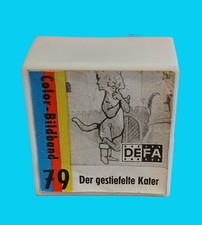 Color-Bildband
79
DEFA
Der gestiefelte Kater